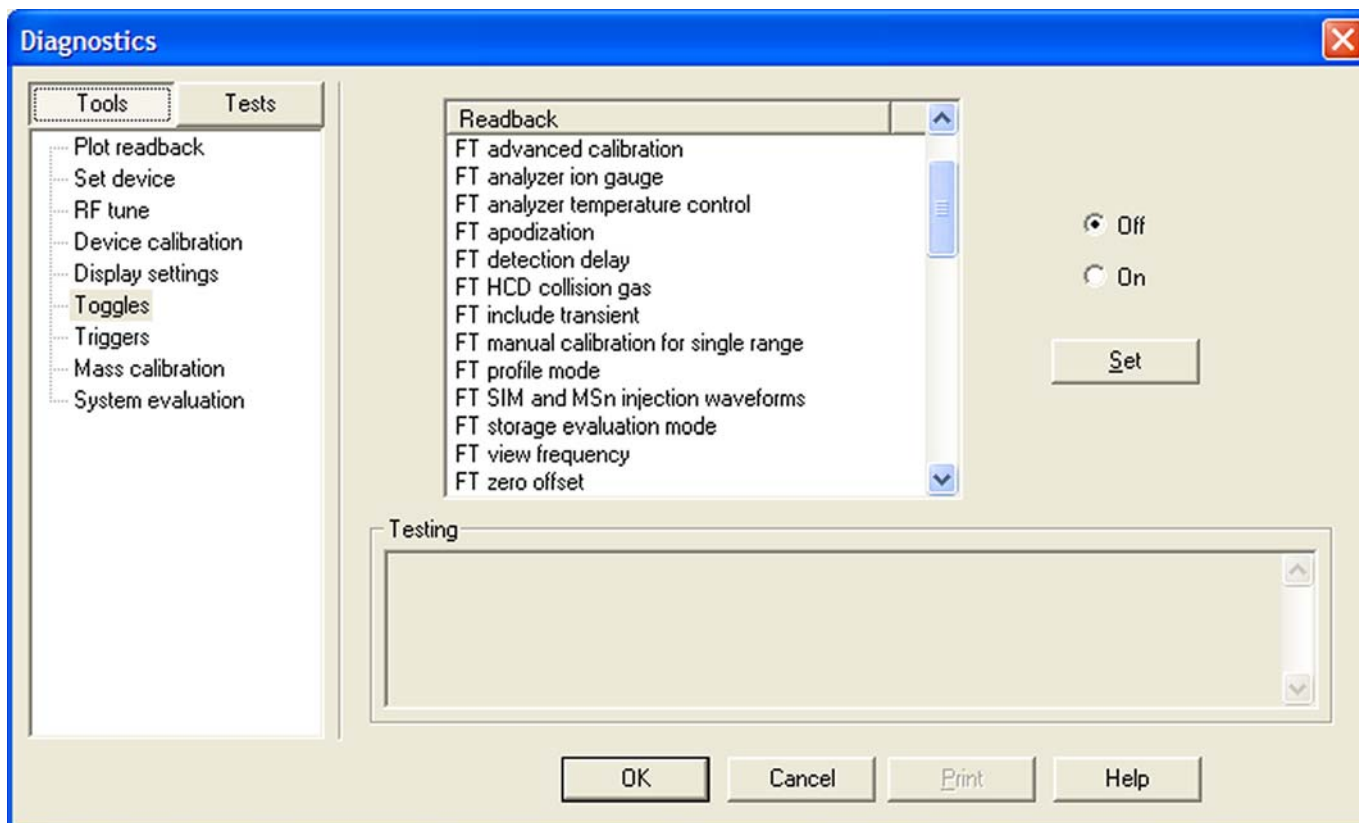 Diagnostics
Tools
Tests
Plot readback
Set device
RF tune
Device calibration
Display settings
Toggles
Triggers
Mass calibration
System evaluation
Readback
FT advanced calibration
FT analyzer ion gauge
FT analyzer temperature control
FT apodization
FT detection delay
FT HCD collision gas
FT include transient
FT manual calibration for single range
FT profile mode
FT SIM and MSn injection waveforms
FT storage evaluation mode
FT view frequency
FT zero offset
Off
On
Set
Testing
OK
Cancel
Print
Help